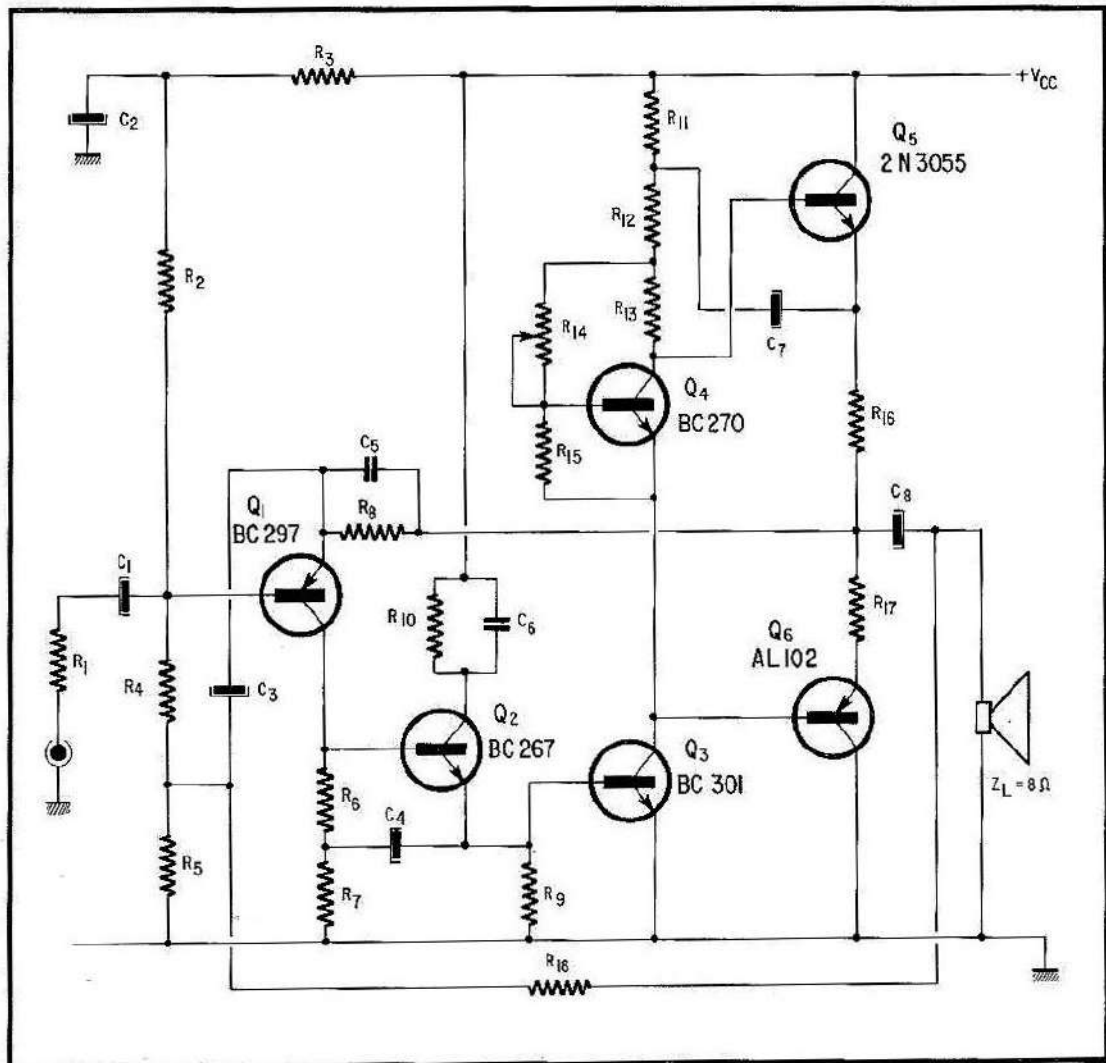 R3
+VCC
C2
R11
Q5
2N3055
R2
R12
R14
R13
C7
Q4
BC270
R16
R15
C5
C8
Q1
BC297
R8
C1
R10
C6
R17
Q6
AL102
R1
R4
C3
Q2
BC267
Q3
BC301
ZL=8Ω
R6
C4
R5
R7
R9
R18